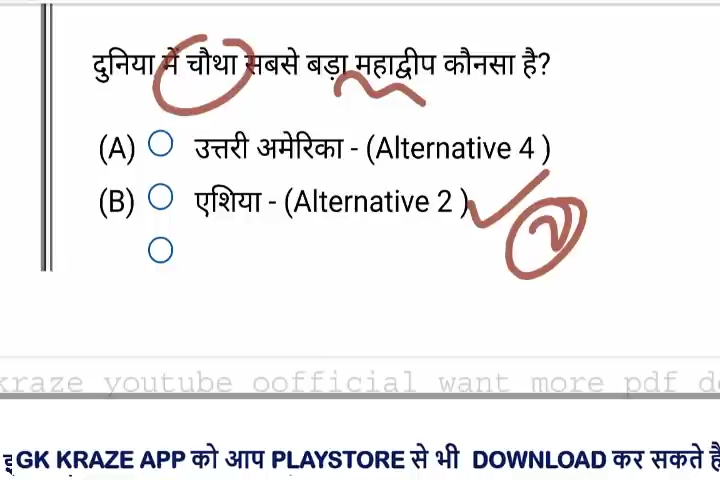 दुनिया में चौथा सबसे बड़ा महाद्वीप कौनसा है?
(A) उत्तरी अमेरिका - (Alternative 4 )
(B) एशिया - (Alternative 2 )
kraze youtube oofficial want more pdf
GK KRAZE APP को आप PLAYSTORE से भी DOWNLOAD कर सकते है